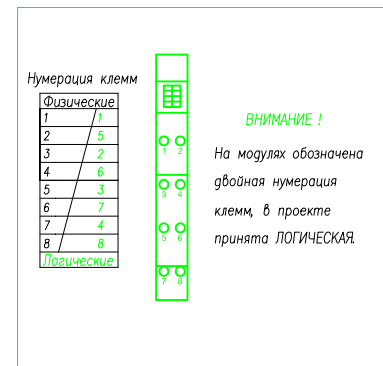 Нумерация клемм
Физические
1 1
2 5
3 2
4 6
5 3
6 7
7 4
8 8
Логические
1 2
3 4
5 6
7 8
ВНИМАНИЕ !
На модулях обозначена
двойная нумерация
клемм, в проекте
принята ЛОГИЧЕСКАЯ.